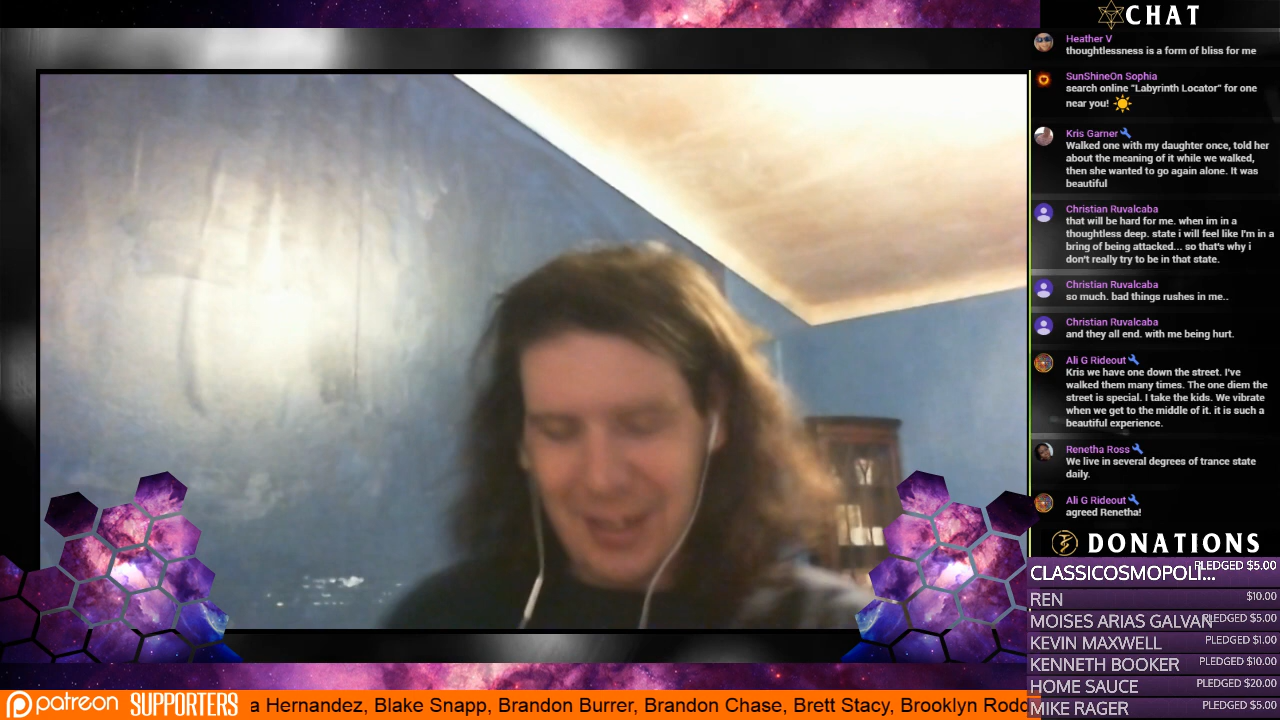 CHAT
Heather V
thoughtlessness is a form of bliss for me
SunShineOn Sophia
search online "Labyrinth Locator" for one
near you!
Kris Garner
Walked one with my daughter once, told her
about the meaning of it while we walked,
then she wanted to go again alone. It was
beautiful
Christian Ruvalcaba
that will be hard for me. when im in a
thoughtless deep. state i will feel like I'm in a
bring of being attacked... so that's why i
don't really try to be in that state.
Christian Ruvalcaba
so much. bad things rushes in me..
Christian Ruvalcaba
and they all end. with me being hurt.
Ali G Rideout
Kris we have one down the street. I've
walked them many times. The one diem the
street is special. I take the kids. We vibrate
when we get to the middle of it. it is such a
beautiful experience.
Renetha Ross
We live in several degrees of trance state
daily.
Ali G Rideout
agreed Renetha!
DONATIONS
CLASSICOSMOPOLI... PLEDGED $5.00
REN $10.00
MOISES ARIAS GALVAN PLEDGED $5.00
KEVIN MAXWELL PLEDGED $1.00
KENNETH BOOKER PLEDGED $10.00
HOME SAUCE PLEDGED $20.00
MIKE RAGER PLEDGED $5.00
patreon SUPPORTERS a Hernandez, Blake Snapp, Brandon Burrer, Brandon Chase, Brett Stacy, Brooklyn Rodd